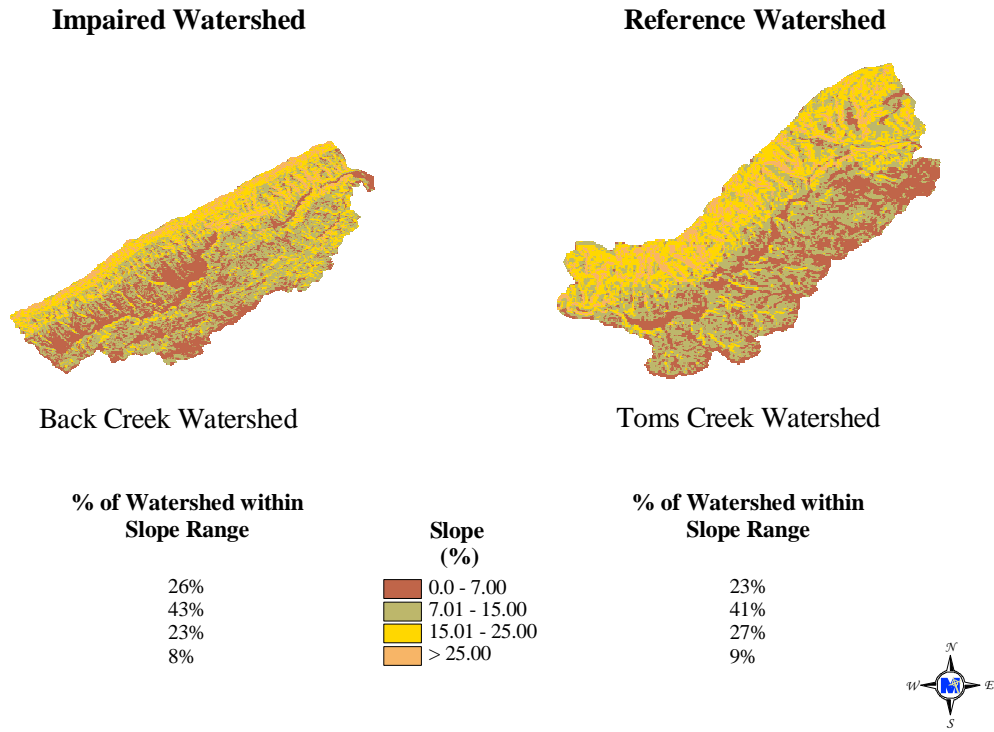 Impaired Watershed
Reference Watershed
Back Creek Watershed
Toms Creek Watershed
% of Watershed within
Slope Range
Slope
(%)
% of Watershed within
Slope Range
26%
0.0 - 7.00
23%
43%
7.01 - 15.00
41%
23%
15.01 - 25.00
27%
8%
> 25.00
9%
N
W
M
E
S